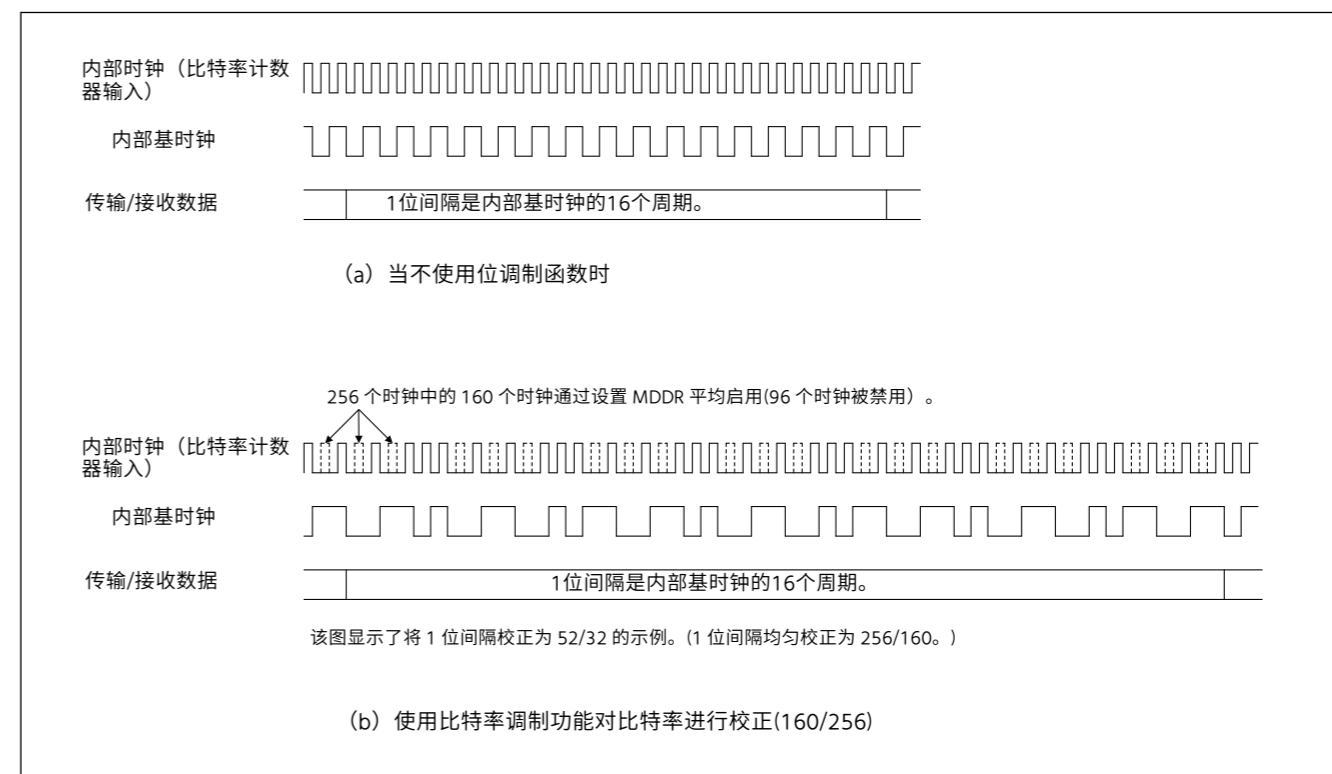 内部时钟（比特率计数
器输入）
内部基时钟
传输/接收数据
1位间隔是内部基时钟的16个周期。
（a）当不使用位调制函数时
256 个时钟中的 160 个时钟通过设置 MDDR 平均启用(96 个时钟被禁用）。
内部时钟（比特率计数
器输入）
内部基时钟
传输/接收数据
1位间隔是内部基时钟的16个周期。
该图显示了将 1 位间隔校正为 52/32 的示例。(1 位间隔均匀校正为 256/160。)
（b）使用比特率调制功能对比特率进行校正(160/256)